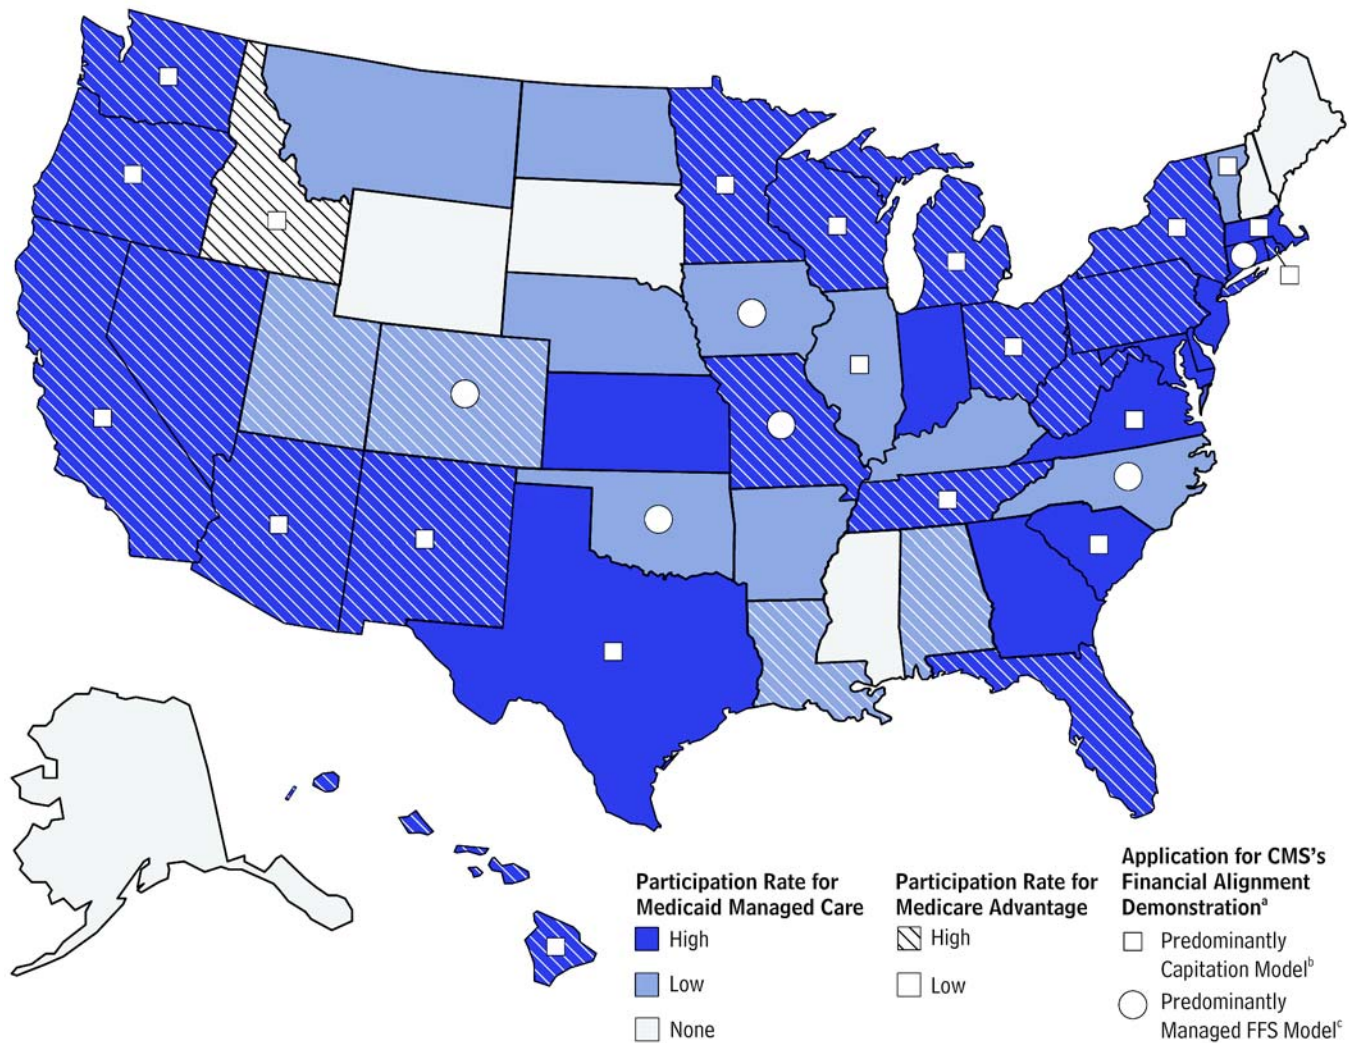 Participation Rate for
Medicaid Managed Care
High
Low
None
Participation Rate for
Medicare Advantage
High
Low
Application for CMS's
Financial Alignment
Demonstrationᵃ
Predominantly
Capitation Modelᵇ
Predominantly
Managed FFS Modelᶜ